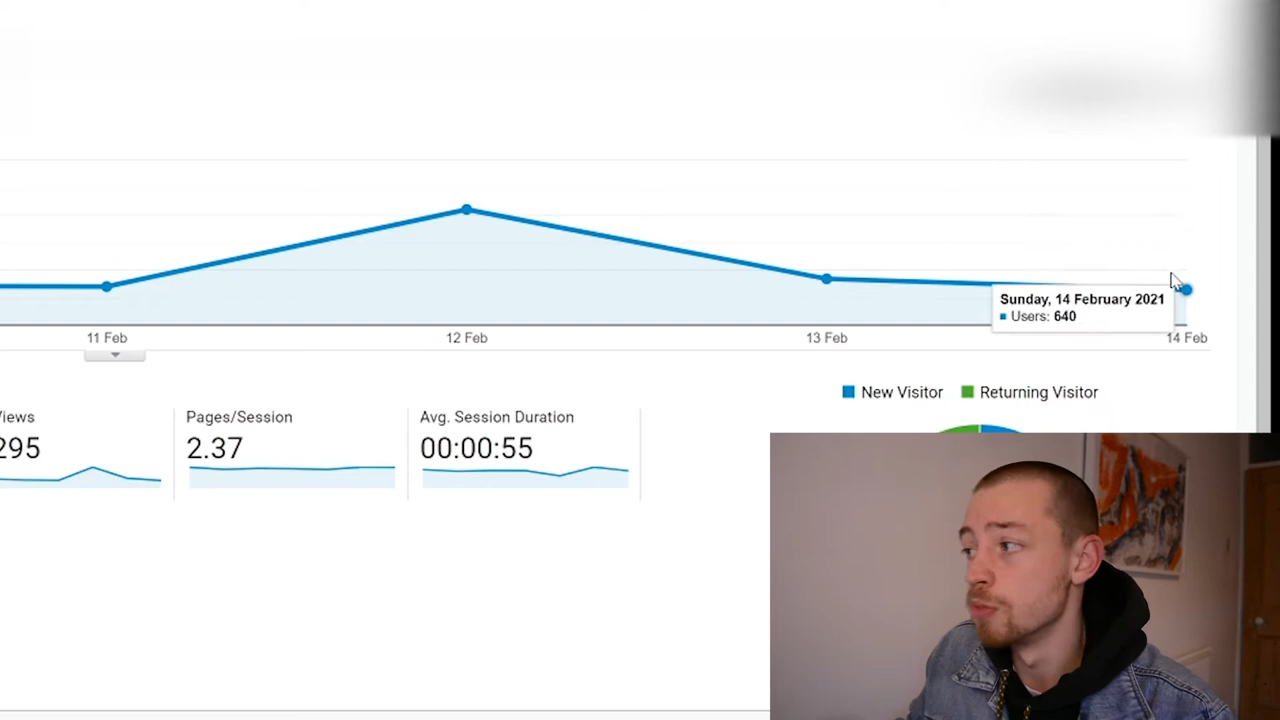 Sunday, 14 February 2021
Users: 640
11 Feb
12 Feb
13 Feb
14 Feb
New Visitor
Returning Visitor
Views
Pages/Session
Avg. Session Duration
295
2.37
00:00:55